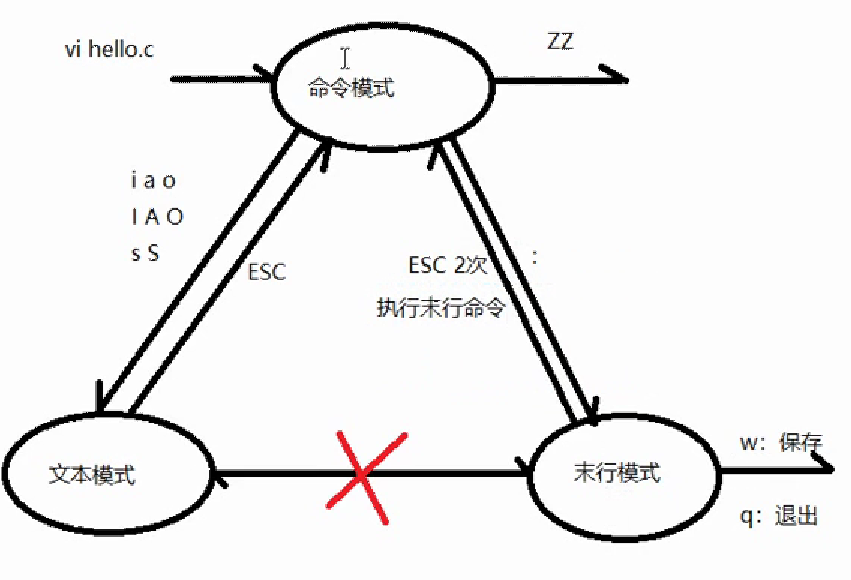 vi hello.c
ZZ
命令模式
i a o
I A O
s S
ESC
ESC 2次
:
执行末行命令
文本模式
末行模式
w：保存
q：退出